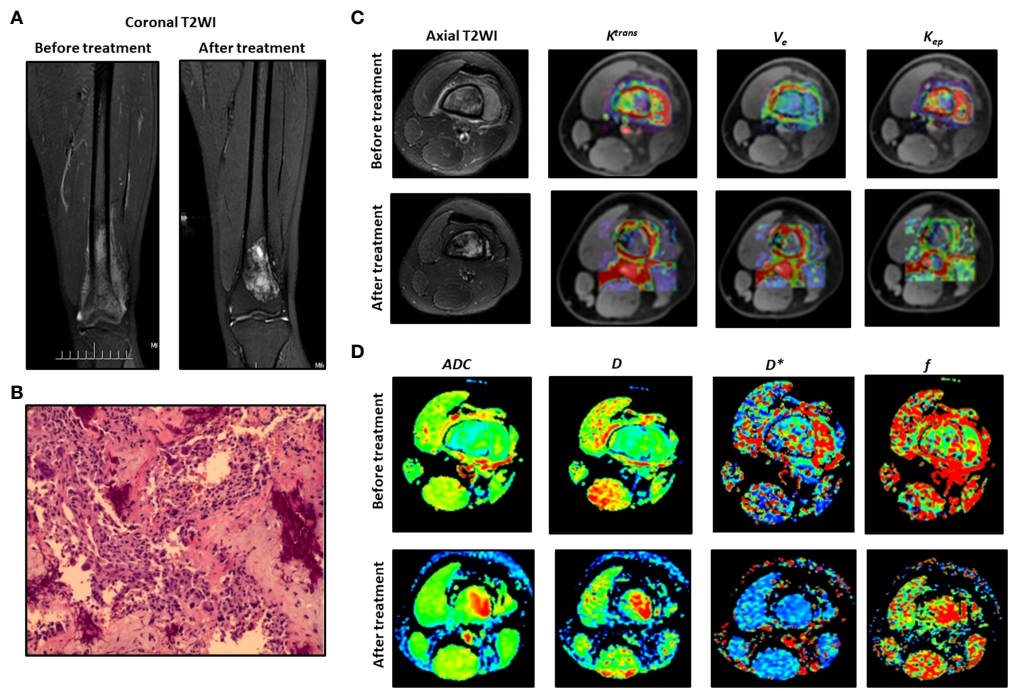 A
Coronal T2WI
Before treatment
After treatment
B
C
Axial T2WI
Ktrans
Ve
Kep
Before treatment
After treatment
D
ADC
D
D*
f
Before treatment
After treatment